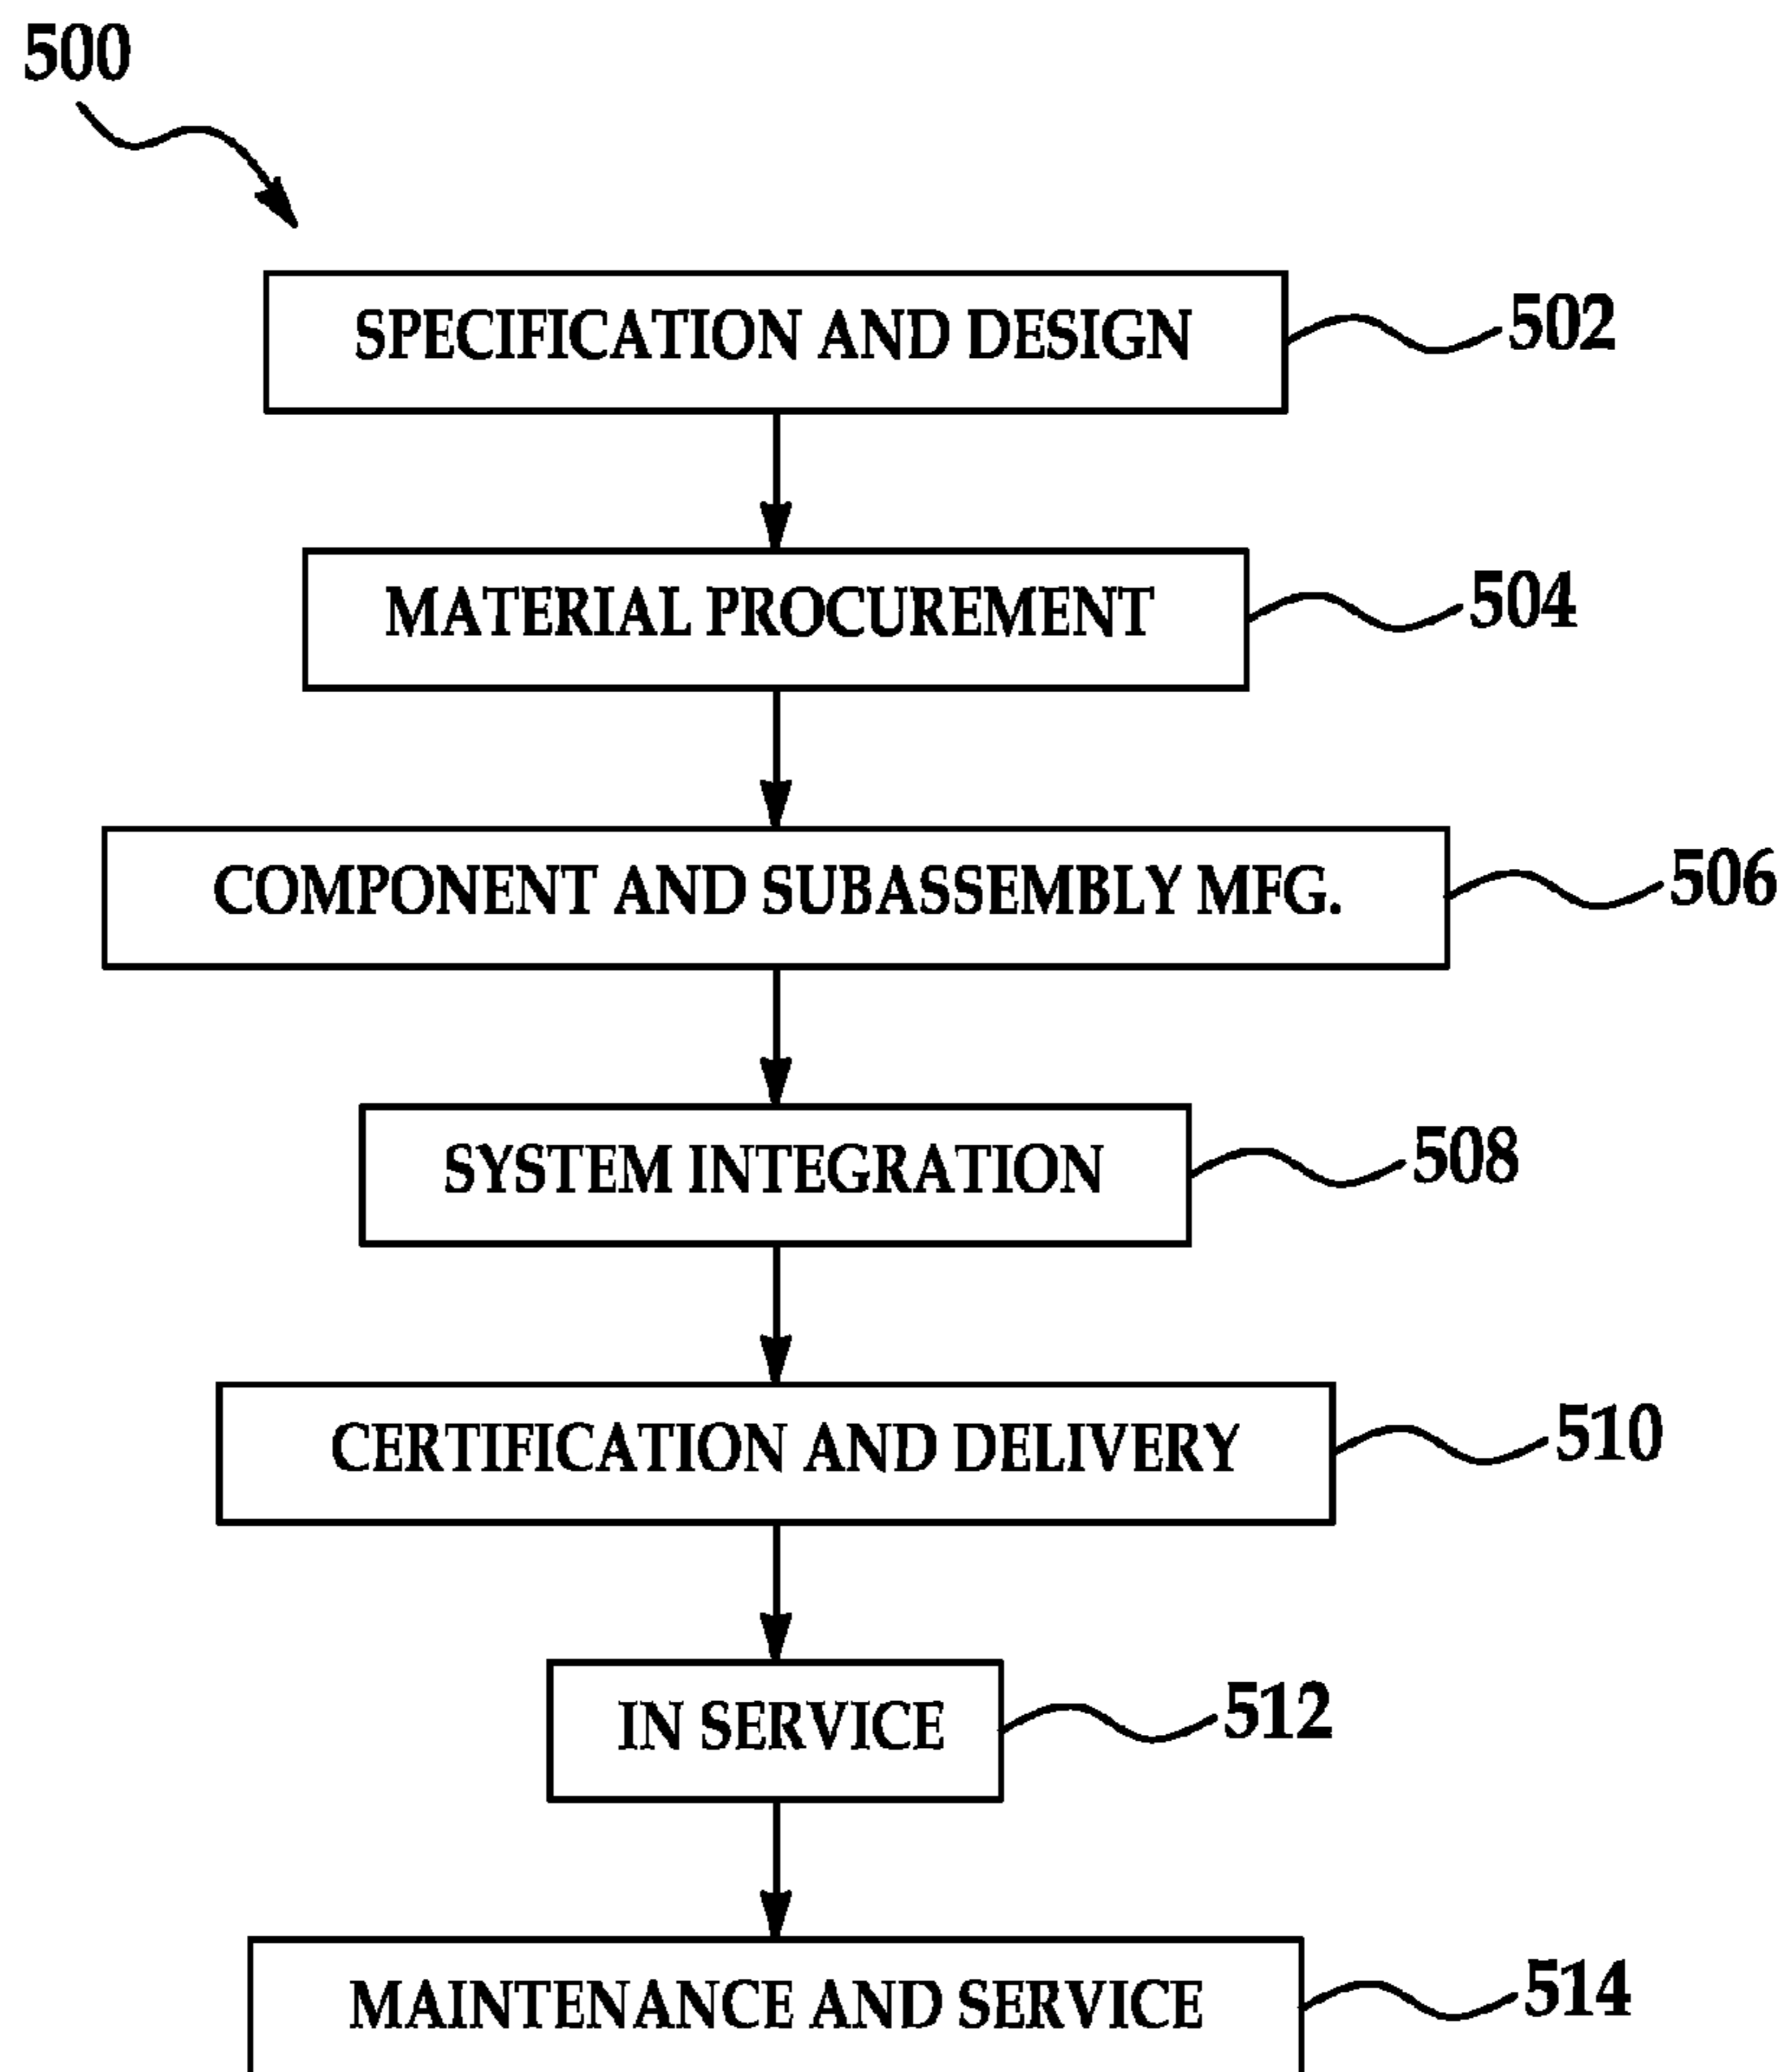 500
SPECIFICATION AND DESIGN 502
MATERIAL PROCUREMENT 504
COMPONENT AND SUBASSEMBLY MFG. 506
SYSTEM INTEGRATION 508
CERTIFICATION AND DELIVERY 510
IN SERVICE 512
MAINTENANCE AND SERVICE 514